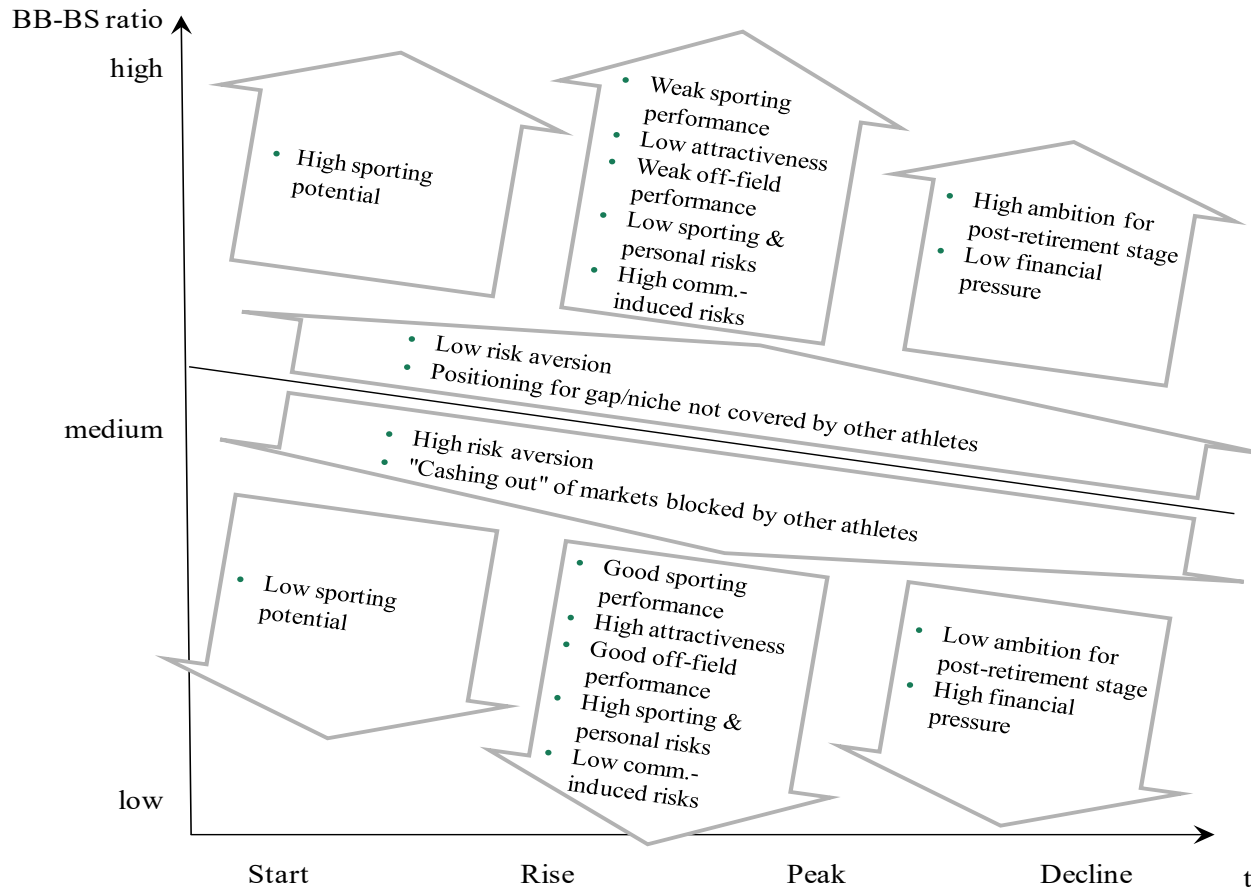 BB-BS ratio
high
medium
low
High sporting
potential
Weak sporting
performance
Low attractiveness
Weak off-field
performance
Low sporting &
personal risks
High comm.-
induced risks
High ambition for
post-retirement stage
Low financial
pressure
Low risk aversion
Positioning for gap/niche not covered by other athletes
High risk aversion
"Cashing out" of markets blocked by other athletes
Low sporting
potential
Good sporting
performance
High attractiveness
Good off-field
performance
High sporting &
personal risks
Low comm.-
induced risks
Low ambition for
post-retirement stage
High financial
pressure
Start
Rise
Peak
Decline
t